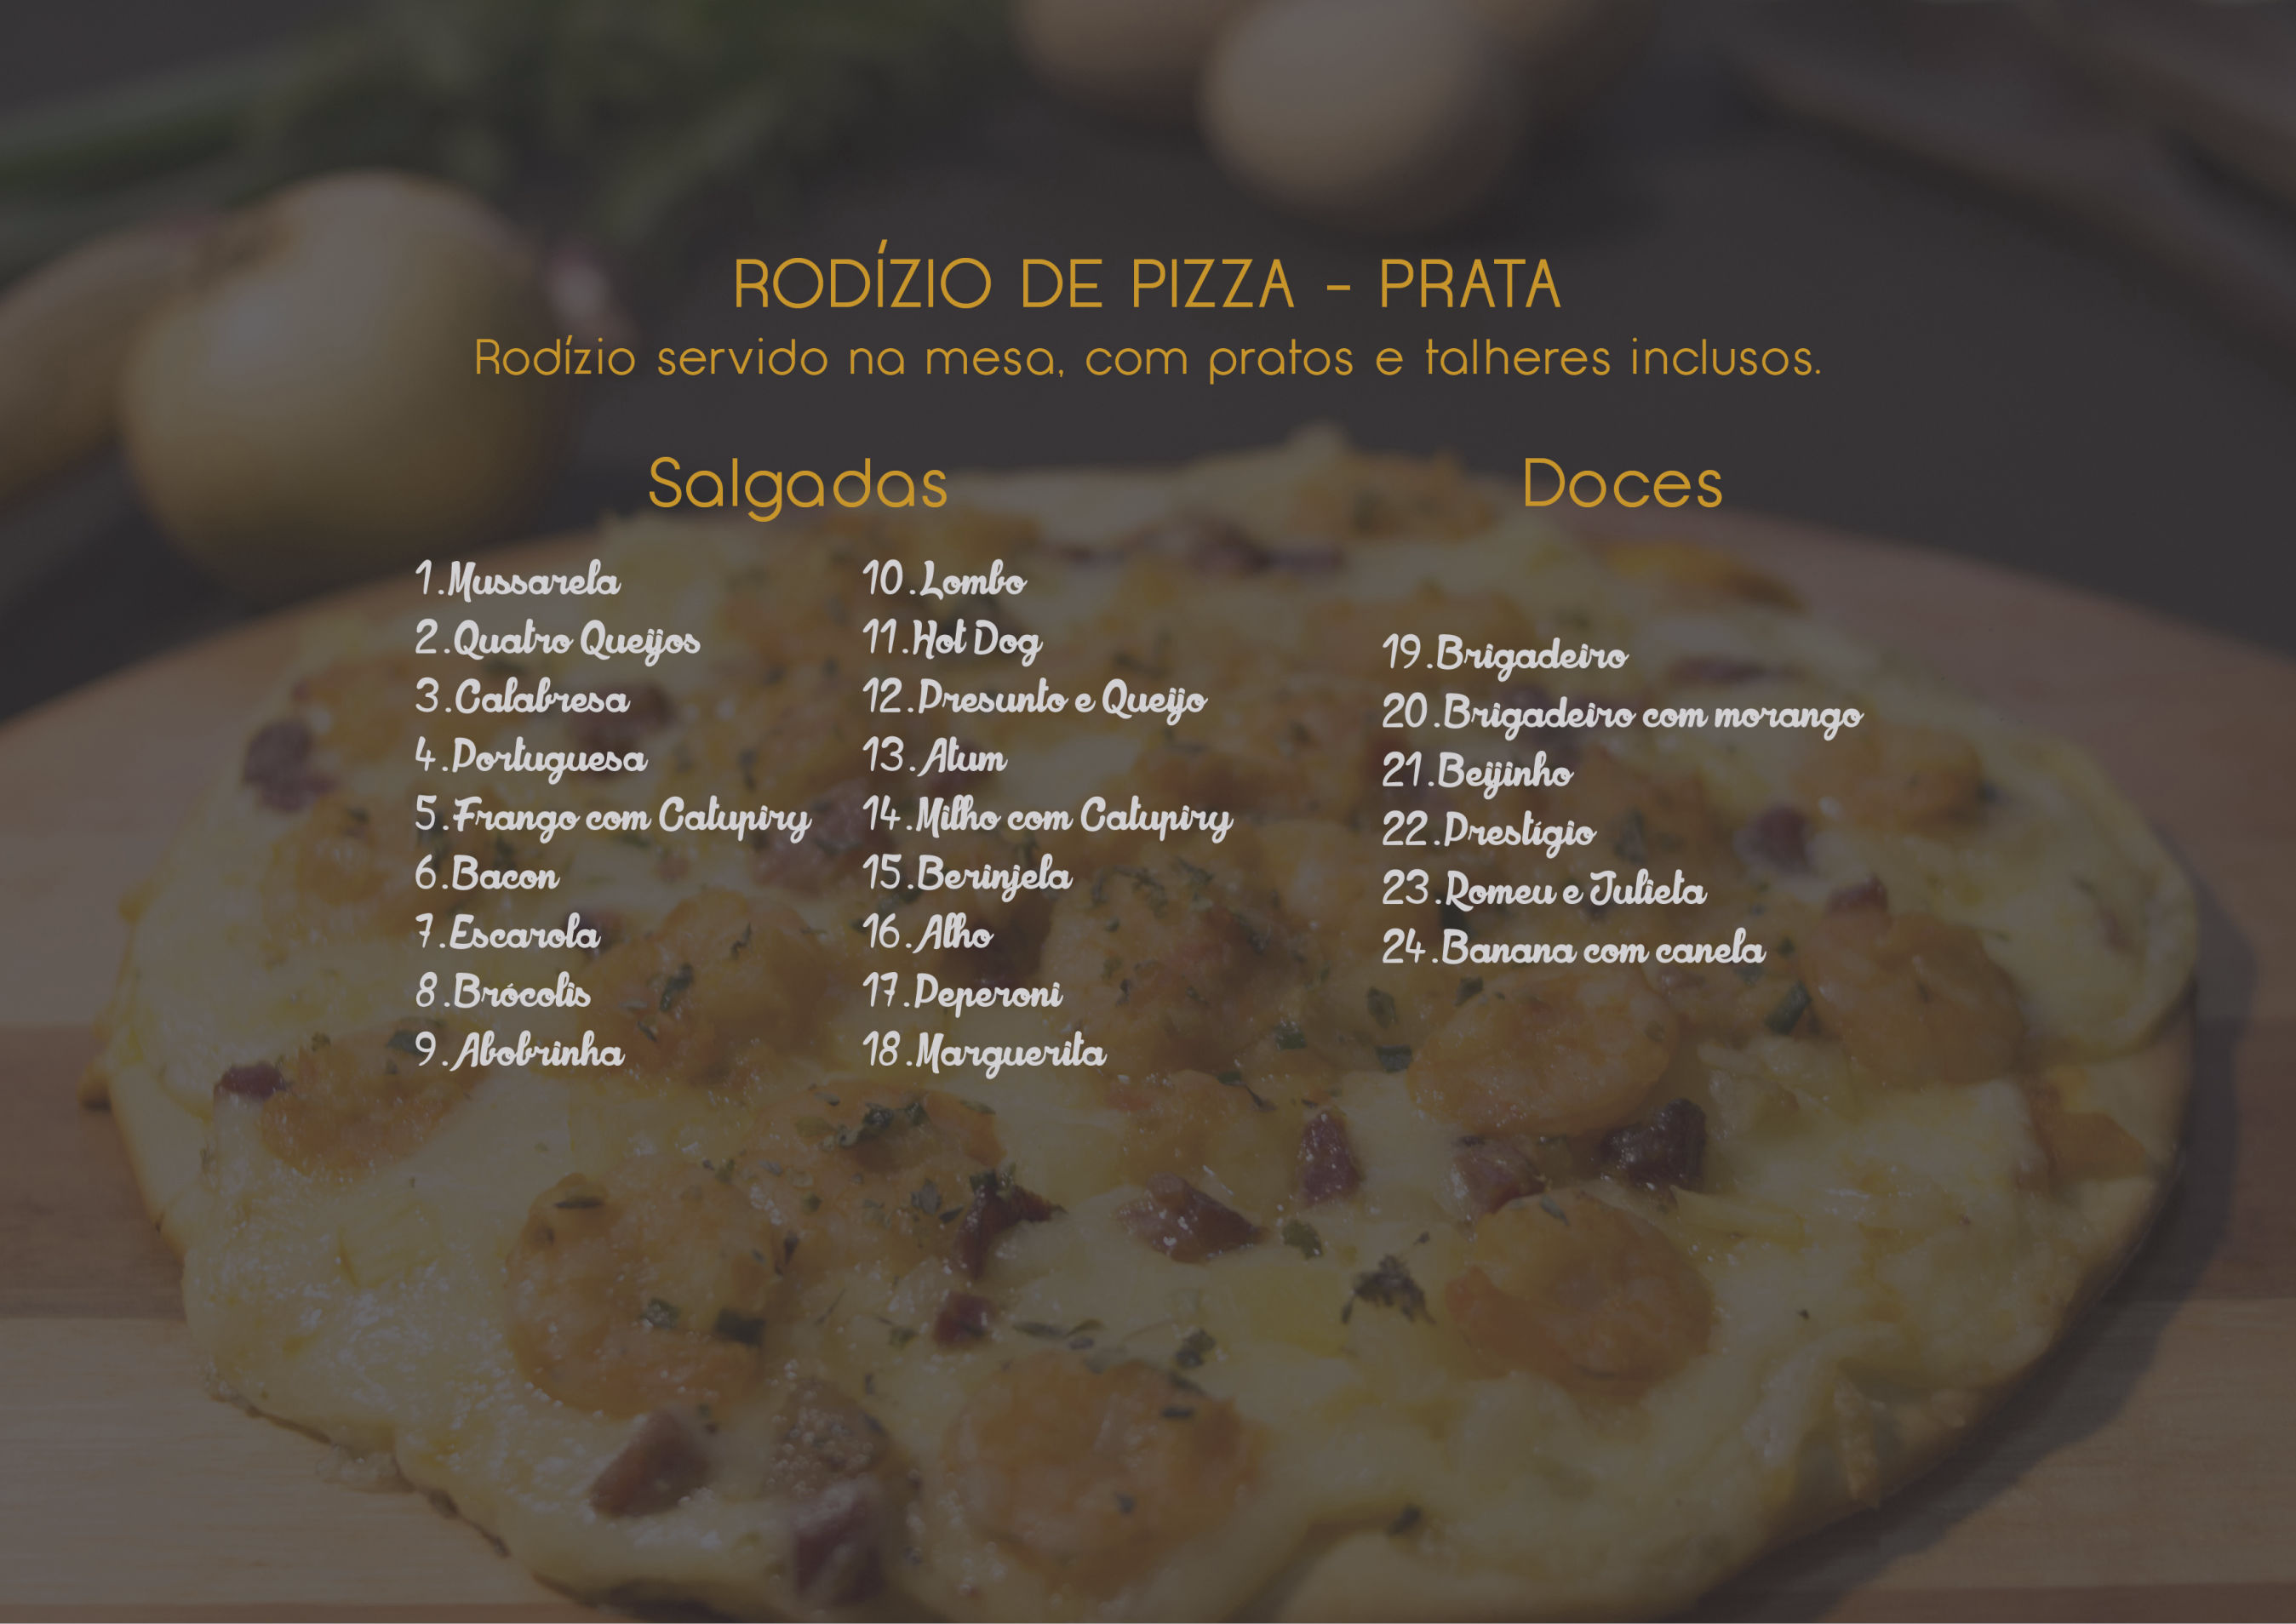 RODÍZIO DE PIZZA - PRATA
Rodízio servido na mesa, com pratos e talheres inclusos.
Salgadas
1.Mussarela
2.Quatro Queijos
3.Calabresa
4.Portuguesa
5.Frango com Catupiry
6.Bacon
7.Escarola
8.Brócolis
9.Abobrinha
10.Lombo
11.Hot Dog
12.Presunto e Queijo
13.Atum
14.Milho com Catupiry
15.Berinjela
16.Alho
17.Peperoni
18.Marguerita
Doces
19.Brigadeiro
20.Brigadeiro com morango
21.Beijinho
22.Prestígio
23.Romeu e Julieta
24.Banana com canela